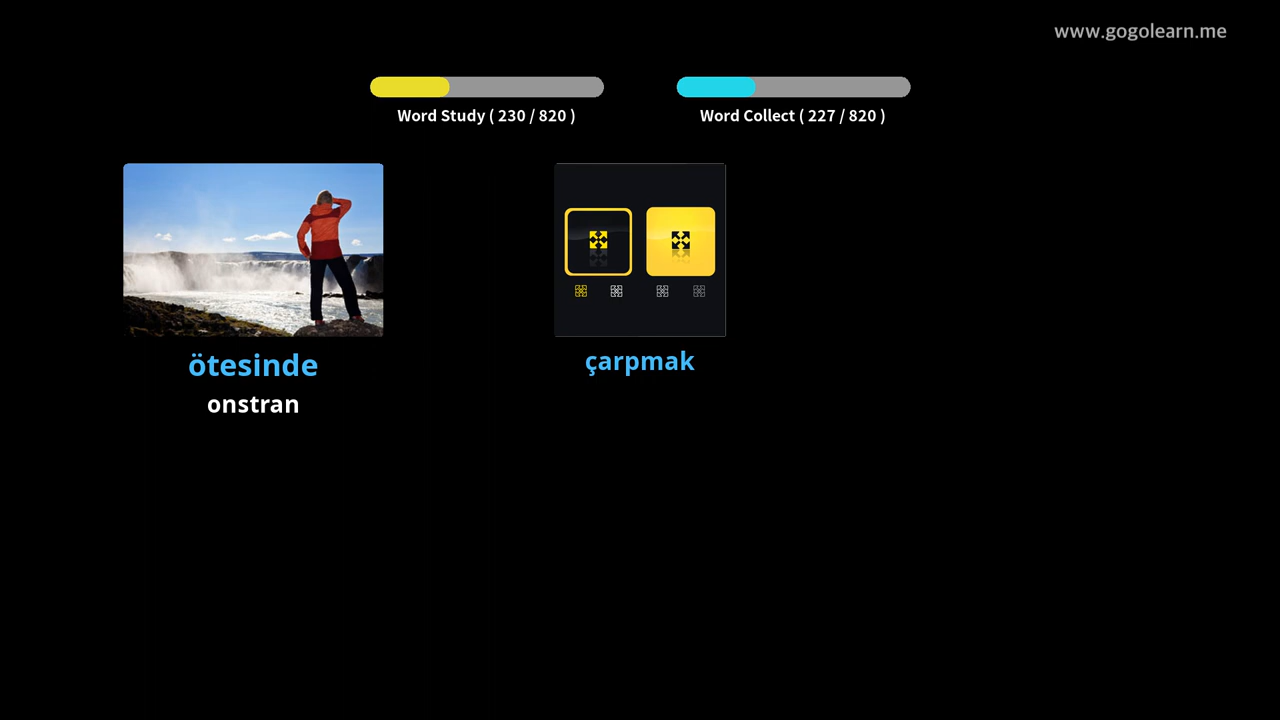 www.gogolearn.me
Word Study ( 230 / 820 )
Word Collect ( 227 / 820 )
ötesinde
onstran
çarpmak